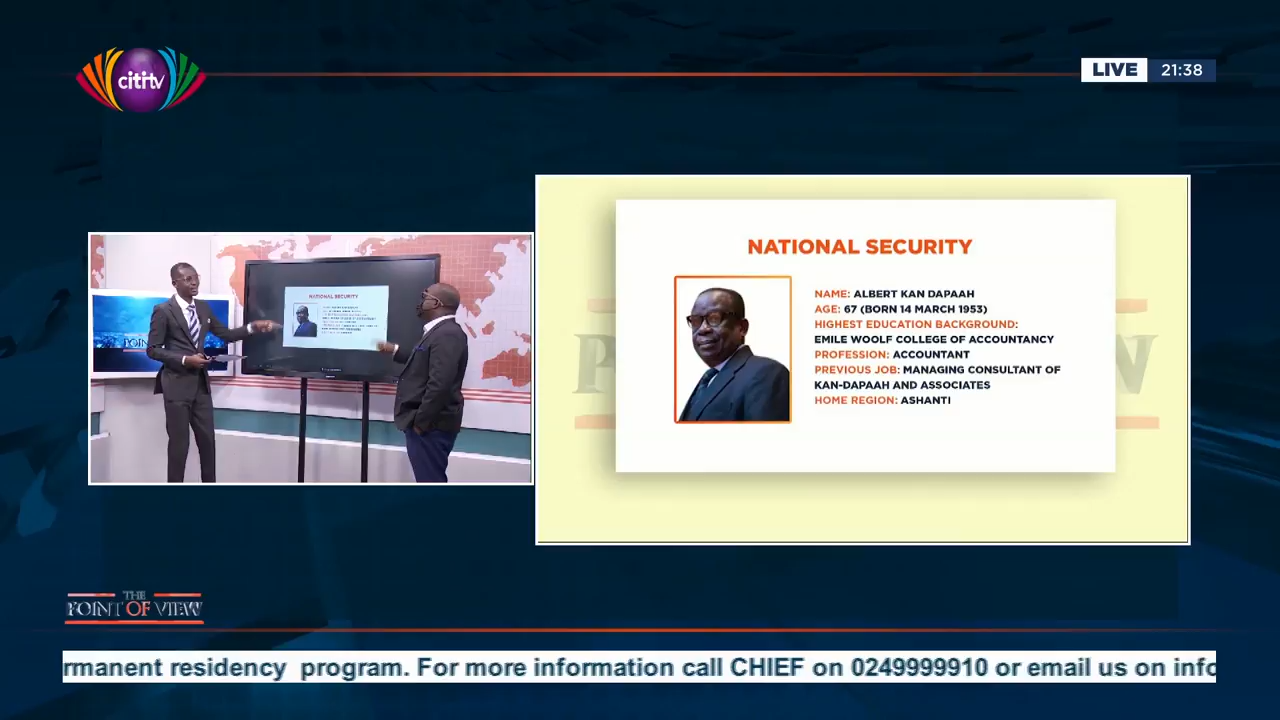 citi tv
LIVE 21:38
NATIONAL SECURITY
NAME: ALBERT KAN DAPAAH
AGE: 67 (BORN 14 MARCH 1953)
HIGHEST EDUCATION BACKGROUND:
EMILE WOOLF COLLEGE OF ACCOUNTANCY
PROFESSION: ACCOUNTANT
PREVIOUS JOB: MANAGING CONSULTANT OF
KAN-DAPAAH AND ASSOCIATES
HOME REGION: ASHANTI
NATIONAL SECURITY
POINT
THE
POINT OF VIEW
rmanent residency program. For more information call CHIEF on 0249999910 or email us on info